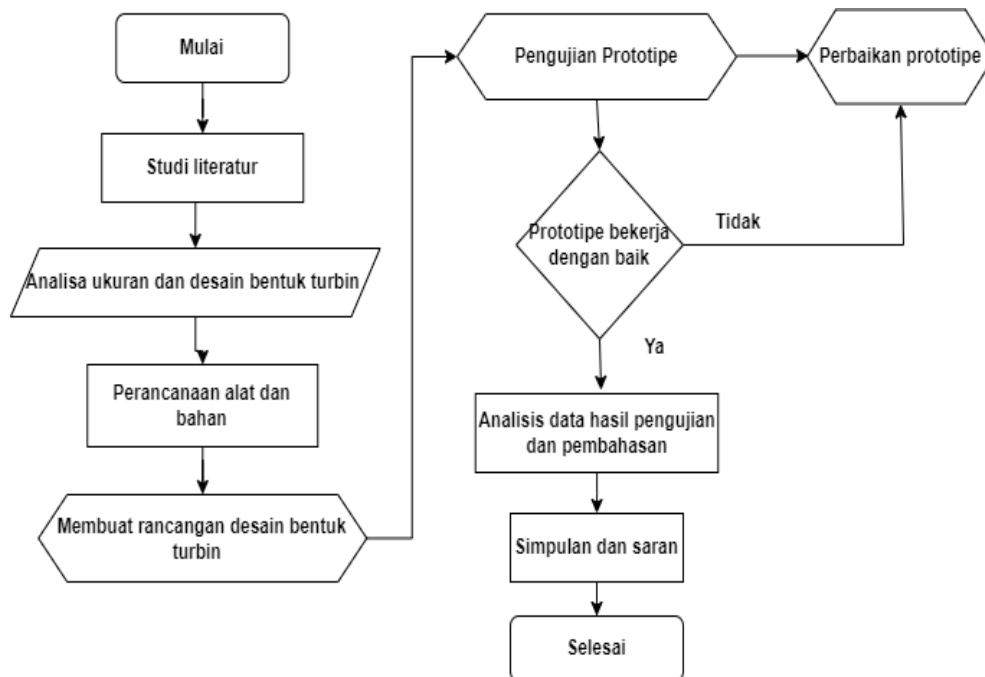 Mulai
Studi literatur
Analisa ukuran dan desain bentuk turbin
Perancanaan alat dan
bahan
Membuat rancangan desain bentuk
turbin
Pengujian Prototipe
Perbaikan prototipe
Prototipe bekerja
dengan baik
Tidak
Ya
Analisis data hasil pengujian
dan pembahasan
Simpulan dan saran
Selesai